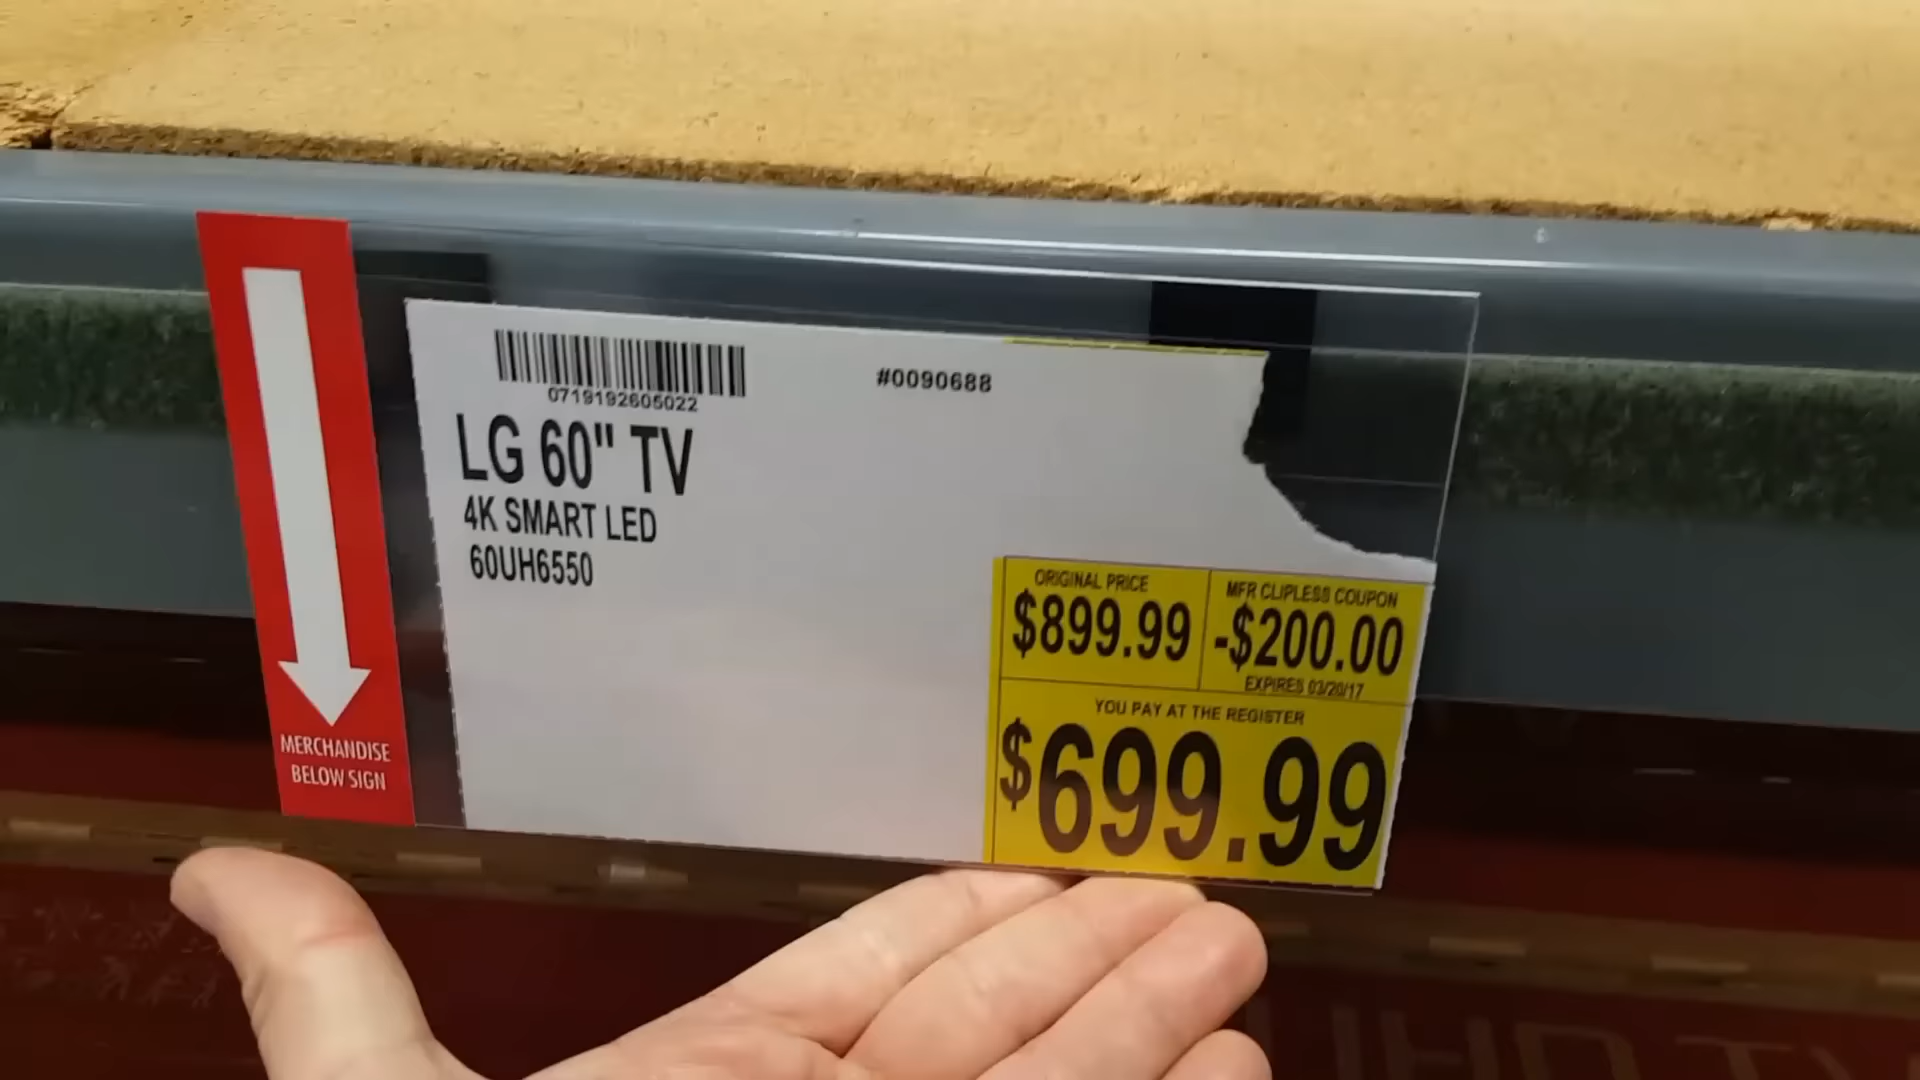 0719192605022
#0090688
LG 60" TV
4K SMART LED
60UH6550
ORIGINAL PRICE
$899.99
MFR CLIPLESS COUPON
-$200.00
EXPIRES 03/20/17
YOU PAY AT THE REGISTER
$699.99
MERCHANDISE
BELOW SIGN